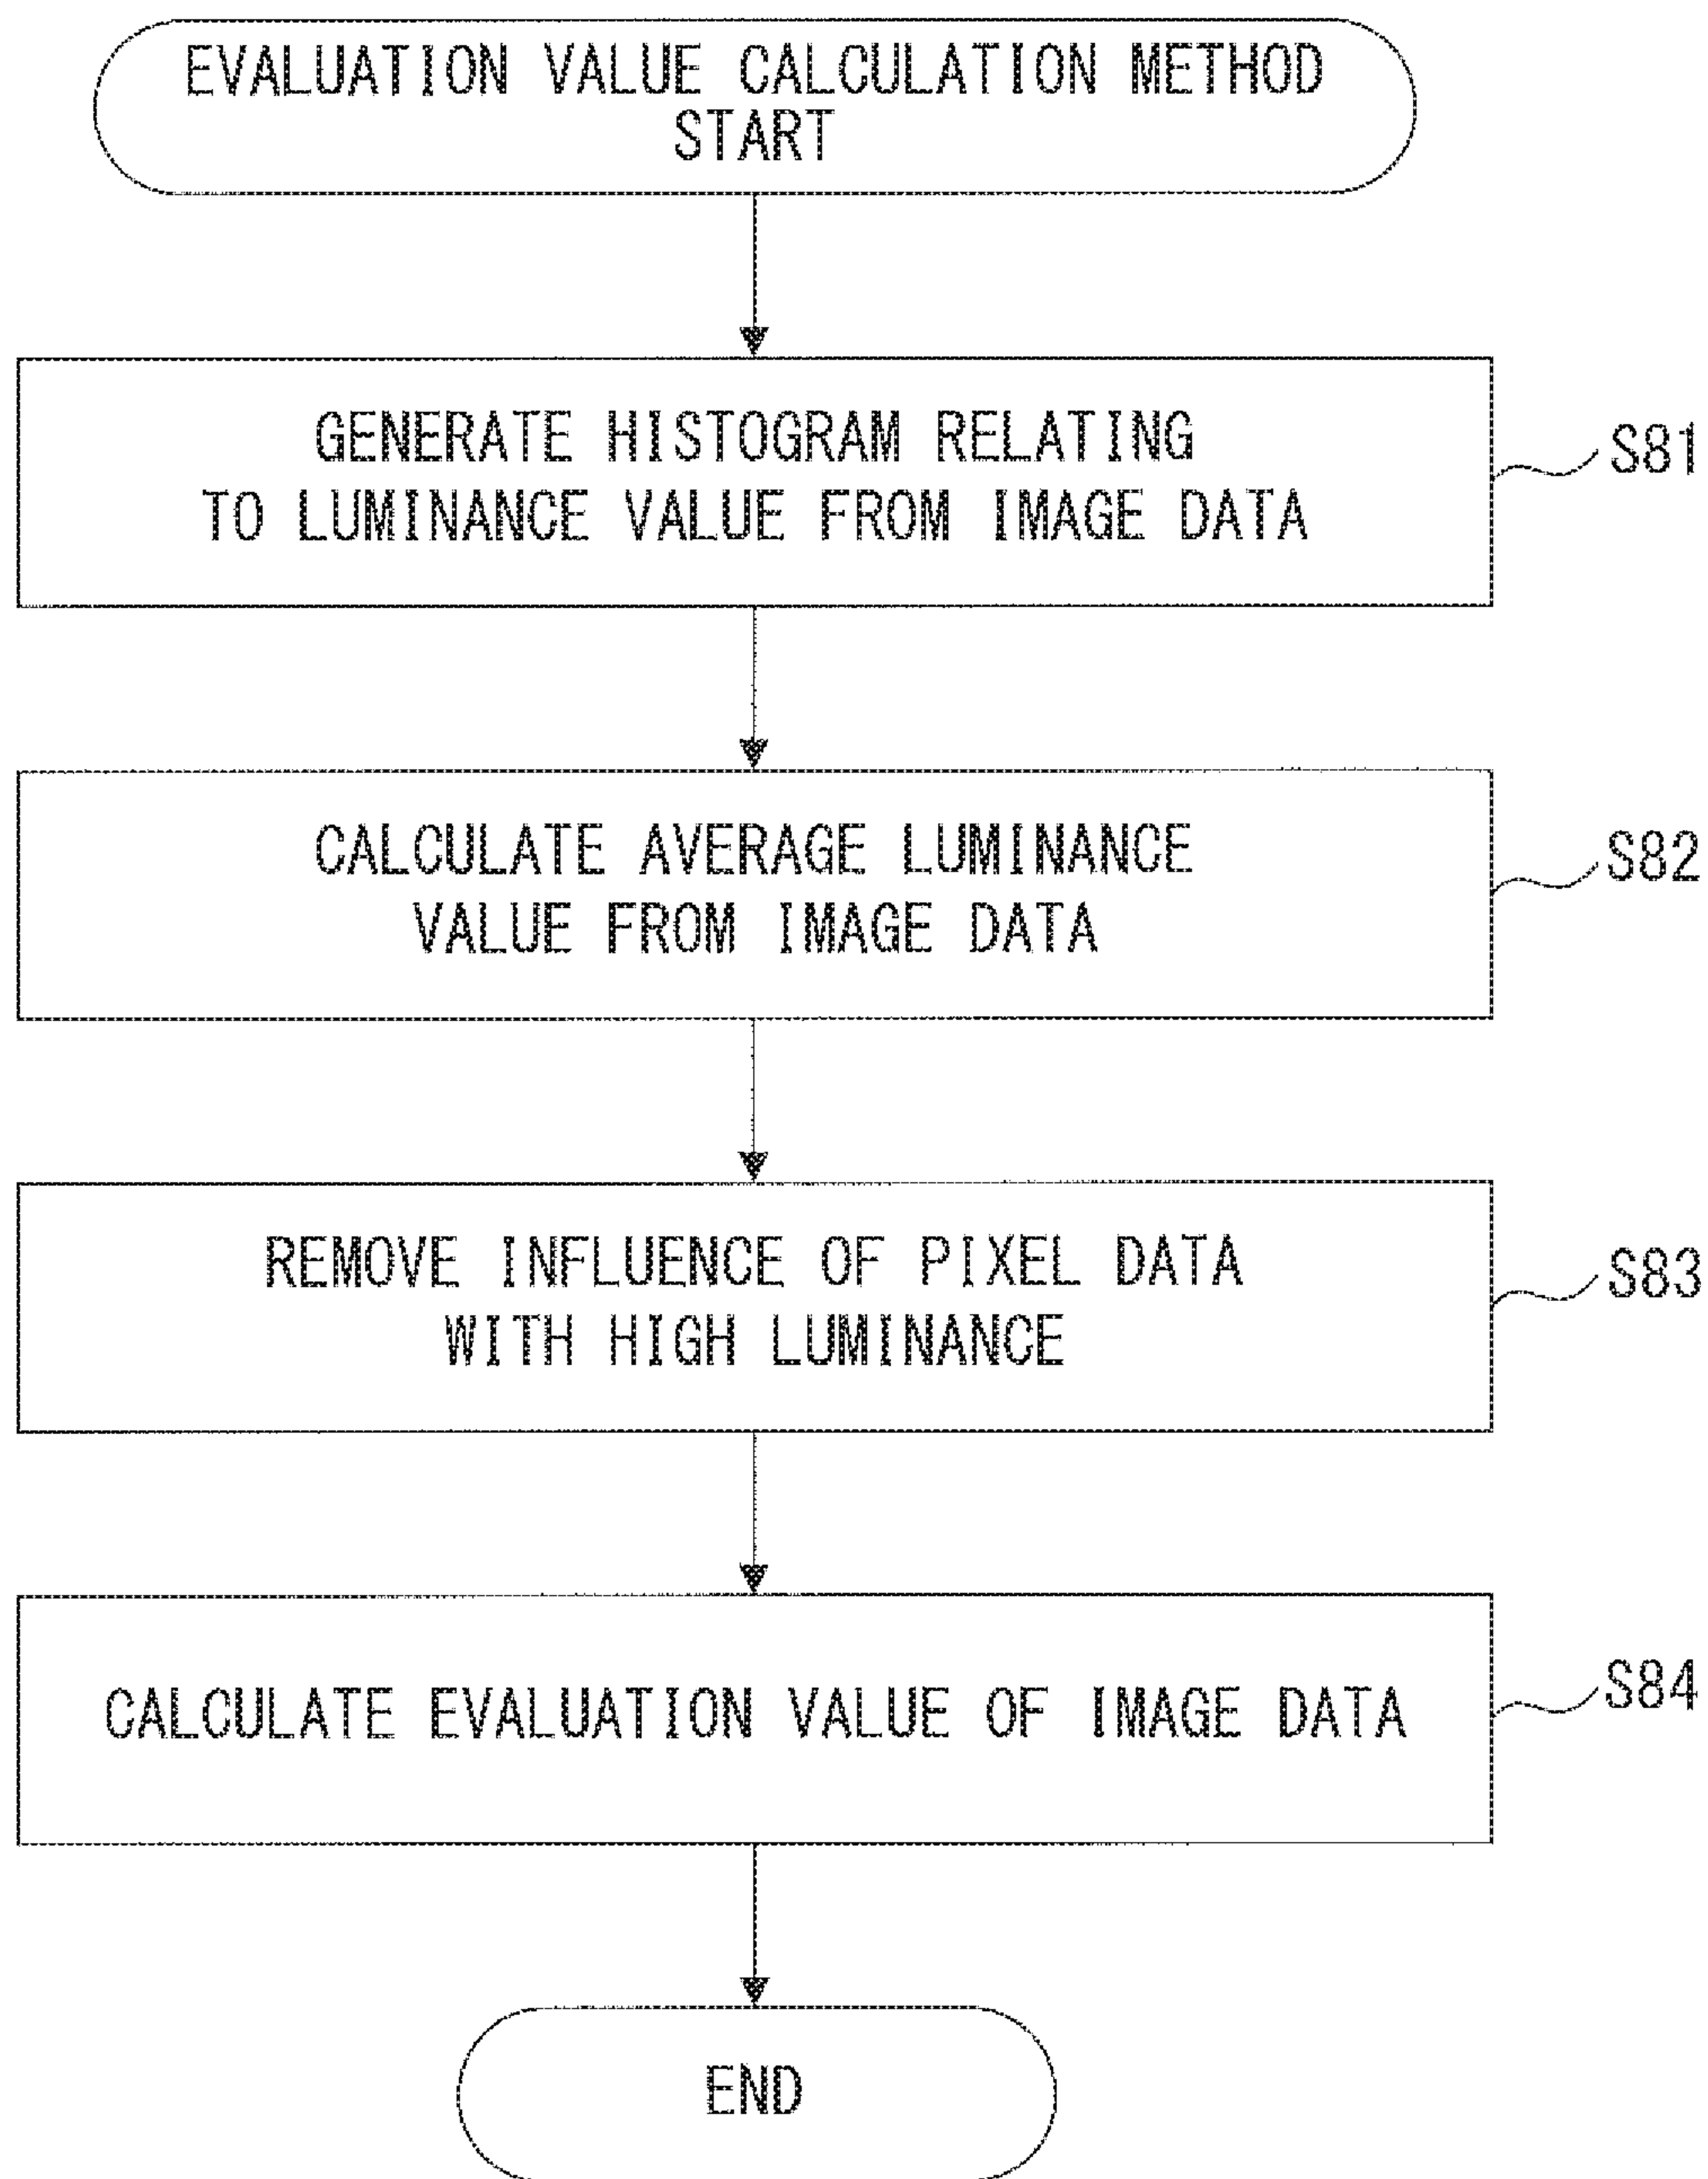 EVALUATION VALUE CALCULATION METHOD
START
GENERATE HISTOGRAM RELATING
TO LUMINANCE VALUE FROM IMAGE DATA
S81
CALCULATE AVERAGE LUMINANCE
VALUE FROM IMAGE DATA
S82
REMOVE INFLUENCE OF PIXEL DATA
WITH HIGH LUMINANCE
S83
CALCULATE EVALUATION VALUE OF IMAGE DATA
S84
END